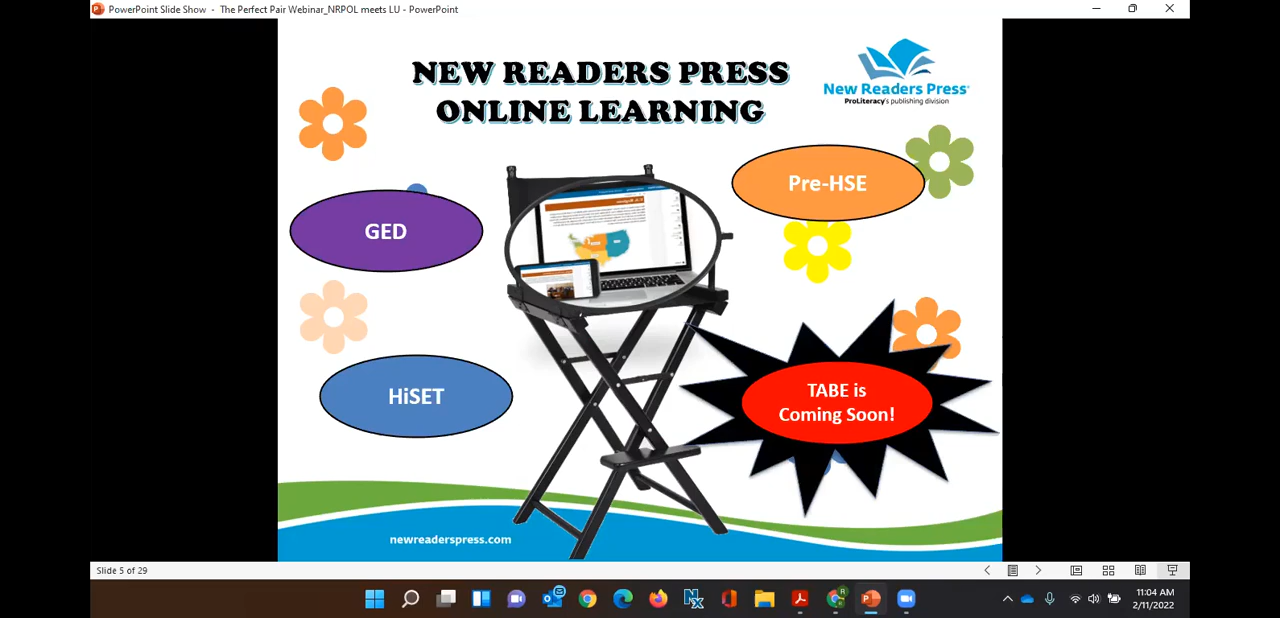 PowerPoint Slide Show - The Perfect Pair Webinar_NRPOL meets LU - PowerPoint
NEW READERS PRESS
ONLINE LEARNING
New Readers Press®
ProLiteracy's publishing division
Pre-HSE
GED
HiSET
TABE is
Coming Soon!
newreaderspress.com
Slide 5 of 29
11:04 AM
2/11/2022